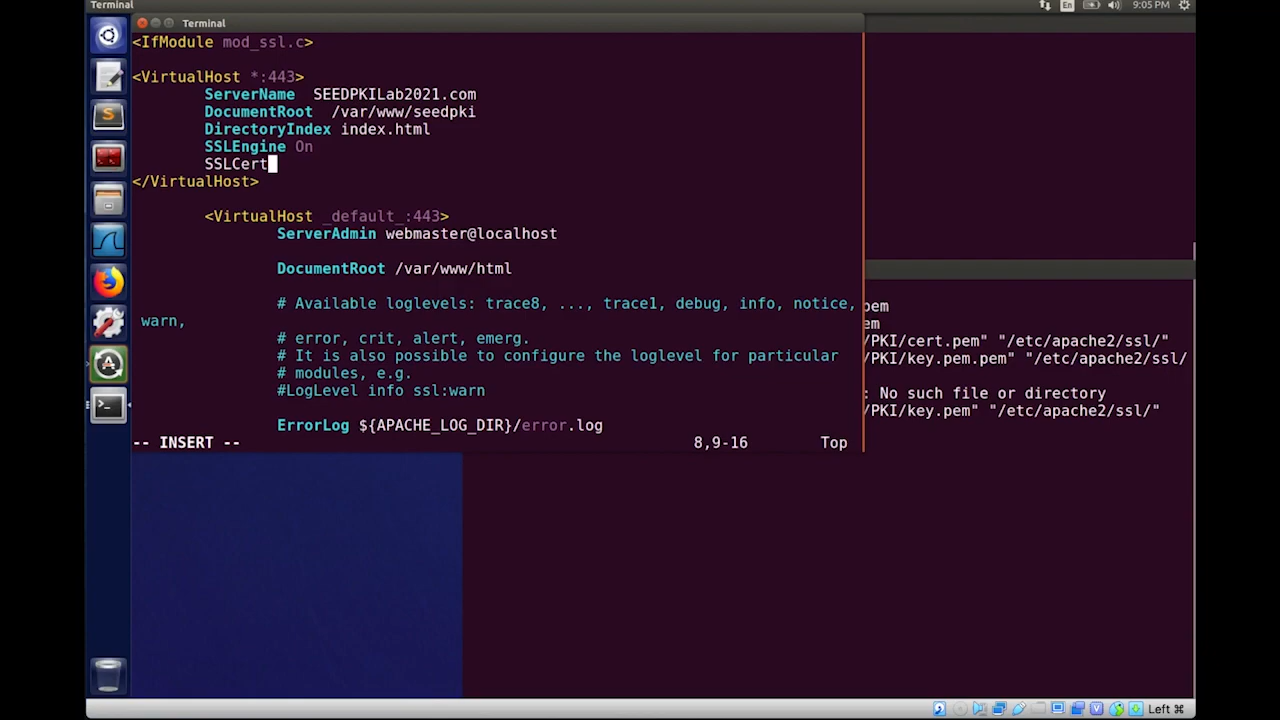 Terminal
En
9:05 PM
Terminal
<IfModule mod_ssl.c>
<VirtualHost *:443>
ServerName SEEDPKILab2021.com
DocumentRoot /var/www/seedpki
DirectoryIndex index.html
SSLEngine On
SSLCert
</VirtualHost>
<VirtualHost _default_:443>
ServerAdmin webmaster@localhost
DocumentRoot /var/www/html
# Available loglevels: trace8, ..., trace1, debug, info, notice,
warn,
# error, crit, alert, emerg.
# It is also possible to configure the loglevel for particular
# modules, e.g.
#LogLevel info ssl:warn
ErrorLog ${APACHE_LOG_DIR}/error.log
-- INSERT -- 8,9-16 Top
pem
em
/PKI/cert.pem" "/etc/apache2/ssl/"
/PKI/key.pem.pem" "/etc/apache2/ssl/
: No such file or directory
/PKI/key.pem" "/etc/apache2/ssl/"
Left ⌘